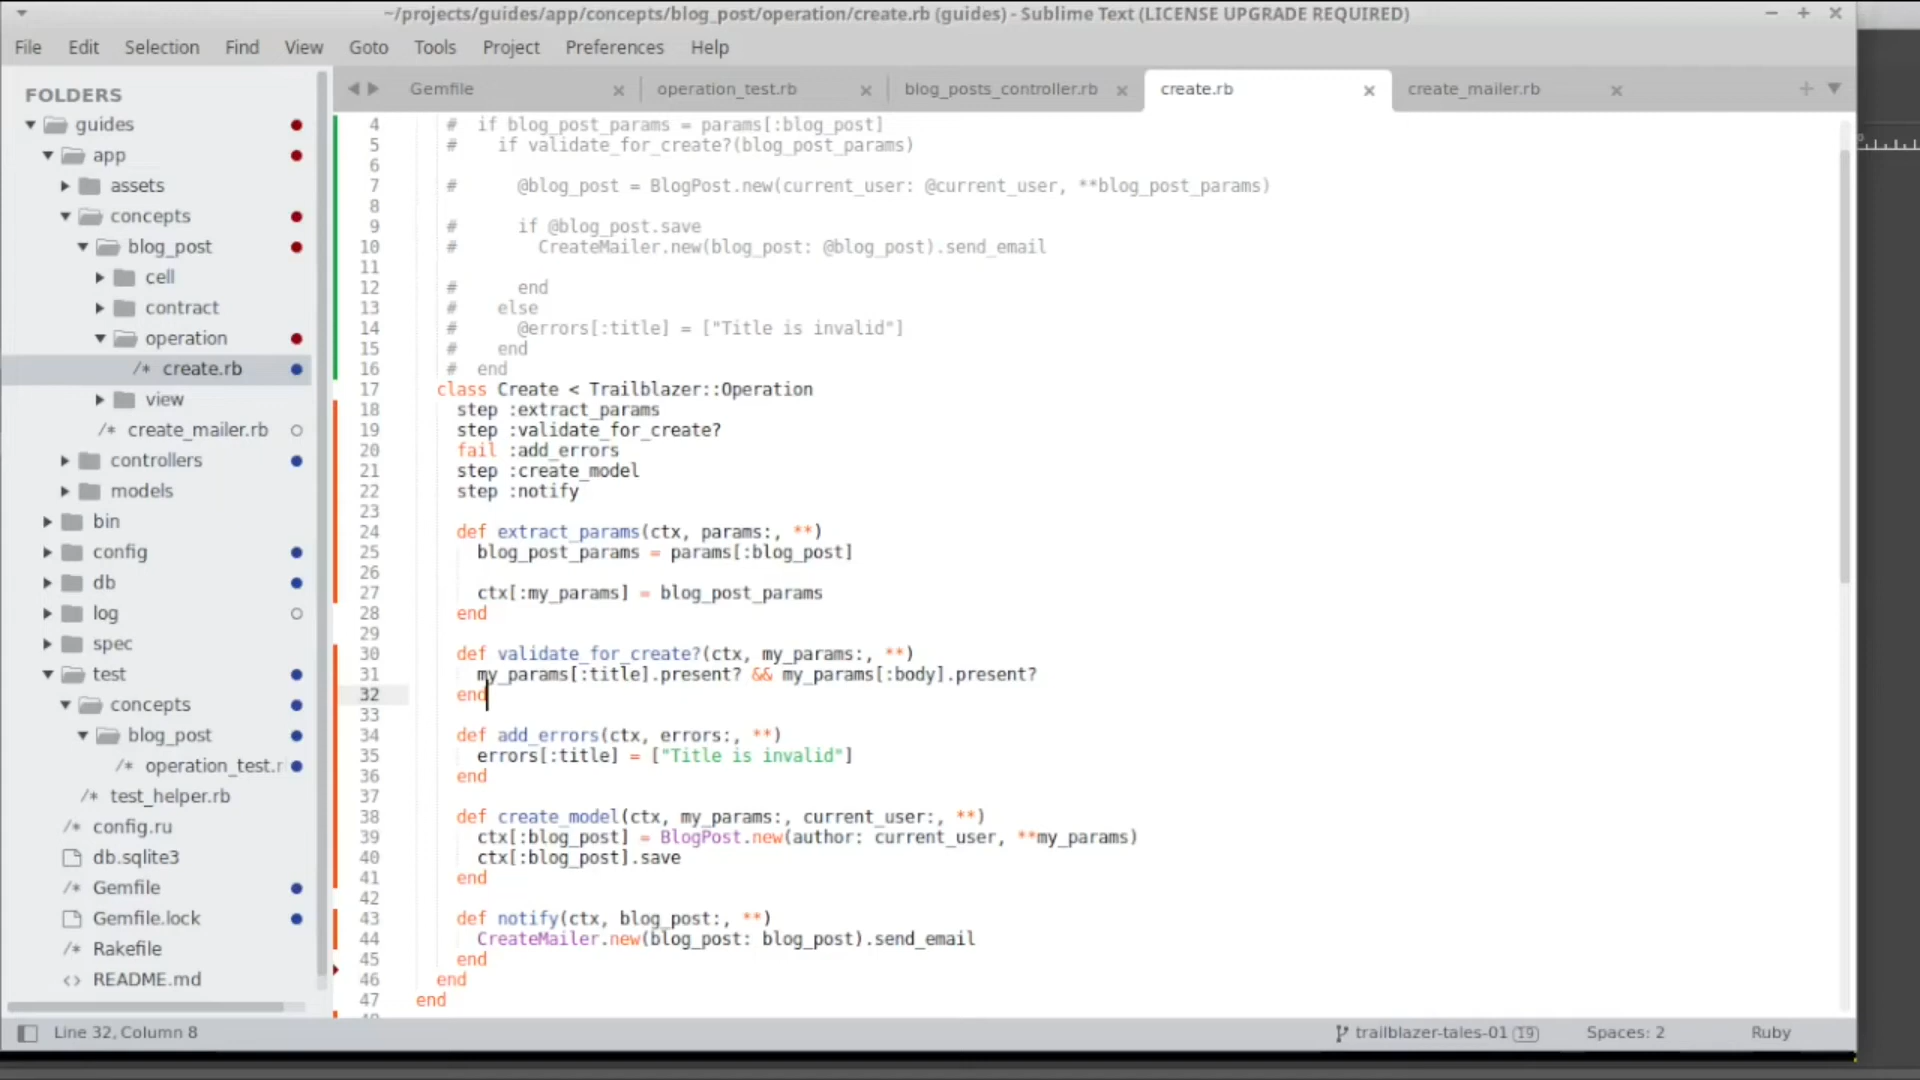 ~/projects/guides/app/concepts/blog_post/operation/create.rb (guides) - Sublime Text (LICENSE UPGRADE REQUIRED)
File Edit Selection Find View Goto Tools Project Preferences Help
FOLDERS
guides
app
assets
concepts
blog_post
cell
contract
operation
/* create.rb
view
/* create_mailer.rb
controllers
models
bin
config
db
log
spec
test
concepts
blog_post
/* operation_test.r
/* test_helper.rb
/* config.ru
db.sqlite3
/* Gemfile
Gemfile.lock
/* Rakefile
<> README.md
Gemfile operation_test.rb blog_posts_controller.rb create.rb create_mailer.rb
4 #  if blog_post_params = params[:blog_post]
5 #    if validate_for_create?(blog_post_params)
6
7 #      @blog_post = BlogPost.new(current_user: @current_user, **blog_post_params)
8
9 #      if @blog_post.save
10 #        CreateMailer.new(blog_post: @blog_post).send_email
11
12 #      end
13 #    else
14 #      @errors[:title] = ["Title is invalid"]
15 #    end
16 #  end
17 class Create < Trailblazer::Operation
18 step :extract_params
19 step :validate_for_create?
20 fail :add_errors
21 step :create_model
22 step :notify
23
24 def extract_params(ctx, params:, **)
25 blog_post_params = params[:blog_post]
26
27 ctx[:my_params] = blog_post_params
28 end
29
30 def validate_for_create?(ctx, my_params:, **)
31 my_params[:title].present? && my_params[:body].present?
32 end
33
34 def add_errors(ctx, errors:, **)
35 errors[:title] = ["Title is invalid"]
36 end
37
38 def create_model(ctx, my_params:, current_user:, **)
39 ctx[:blog_post] = BlogPost.new(author: current_user, **my_params)
40 ctx[:blog_post].save
41 end
42
43 def notify(ctx, blog_post:, **)
44 CreateMailer.new(blog_post: blog_post).send_email
45 end
46 end
47 end
Line 32, Column 8 trailblazer-tales-01 19 Spaces: 2 Ruby